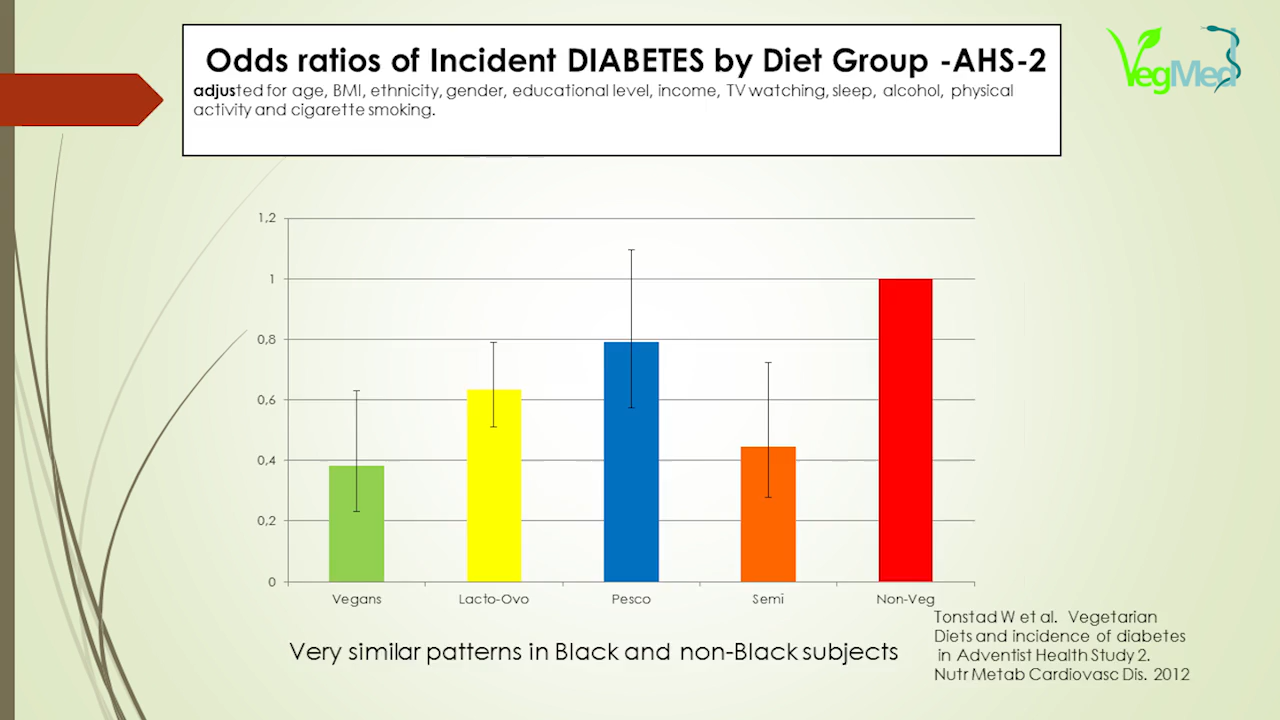 Odds ratios of Incident DIABETES by Diet Group -AHS-2
adjusted for age, BMI, ethnicity, gender, educational level, income, TV watching, sleep, alcohol, physical
activity and cigarette smoking.
VegMed
1,2
1
0,8
0,6
0,4
0,2
0
Vegans Lacto-Ovo Pesco Semi Non-Veg
Very similar patterns in Black and non-Black subjects
Tonstad W et al. Vegetarian
Diets and incidence of diabetes
in Adventist Health Study 2.
Nutr Metab Cardiovasc Dis. 2012